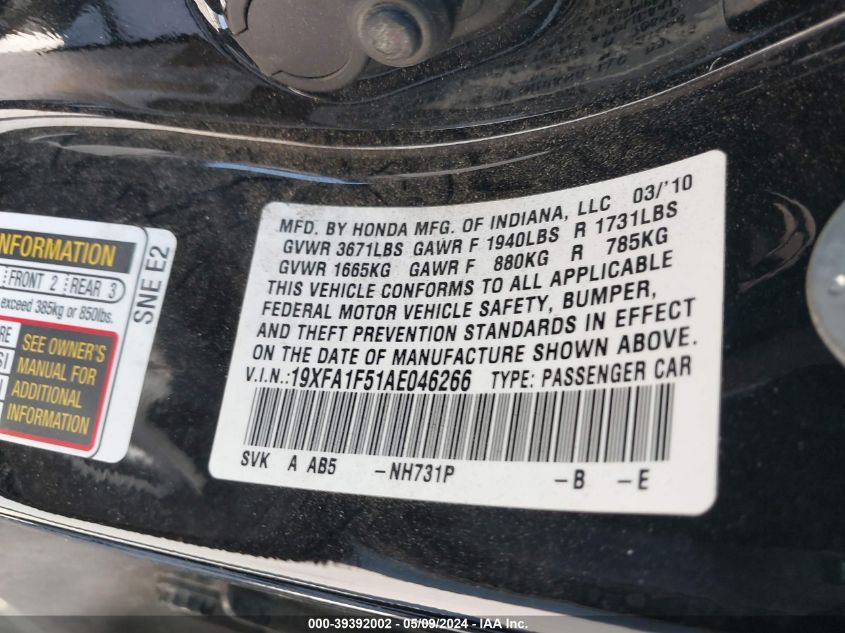 MFD. BY HONDA MFG. OF INDIANA, LLC 03/'10
GVWR 3671LBS GAWR F 1940LBS R 1731LBS
GVWR 1665KG GAWR F 880KG R 785KG
THIS VEHICLE CONFORMS TO ALL APPLICABLE
FEDERAL MOTOR VEHICLE SAFETY, BUMPER,
AND THEFT PREVENTION STANDARDS IN EFFECT
ON THE DATE OF MANUFACTURE SHOWN ABOVE.
V.I.N.:19XFA1F51AE046266 TYPE: PASSENGER CAR
SVK A AB5 -NH731P -B -E
INFORMATION
FRONT 2 REAR 3
exceed 385kg or 850lbs.
SEE OWNER'S
MANUAL FOR
ADDITIONAL
INFORMATION
SNE E2
000-39392002 - 05/09/2024 - IAA Inc.